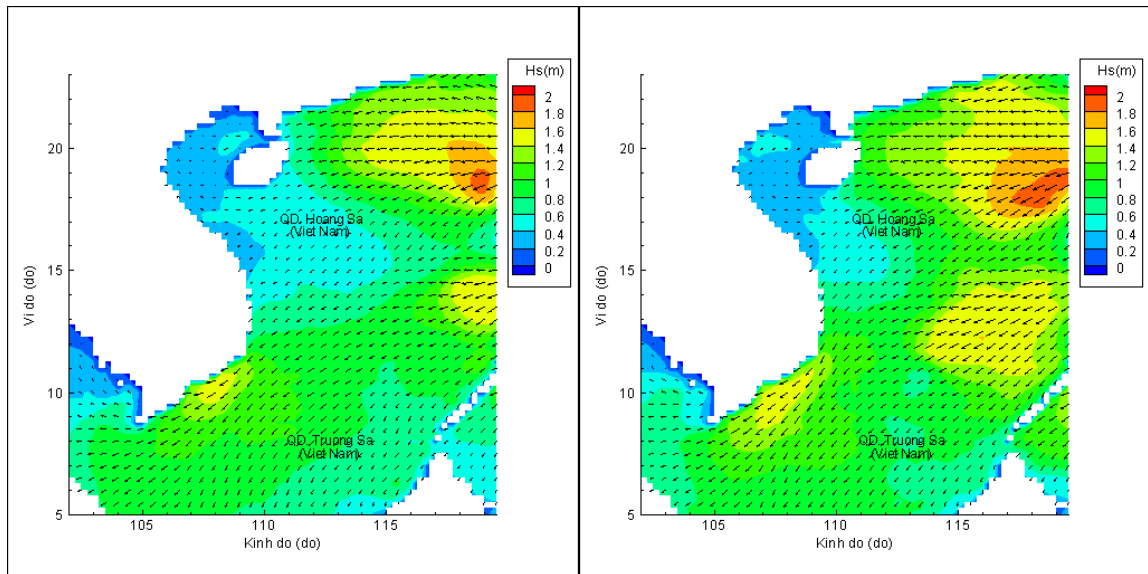 Hs(m)
2
1.8
1.6
1.4
1.2
1
0.8
0.6
0.4
0.2
0
Vi do (do)
20
15
10
5
QD. Hoang Sa
(Viet Nam)
QD. Truong Sa
(Viet Nam)
105
110
115
Kinh do (do)
Hs(m)
2
1.8
1.6
1.4
1.2
1
0.8
0.6
0.4
0.2
0
Vi do (do)
20
15
10
5
QD. Hoang Sa
(Viet Nam)
QD. Truong Sa
(Viet Nam)
105
110
115
Kinh do (do)